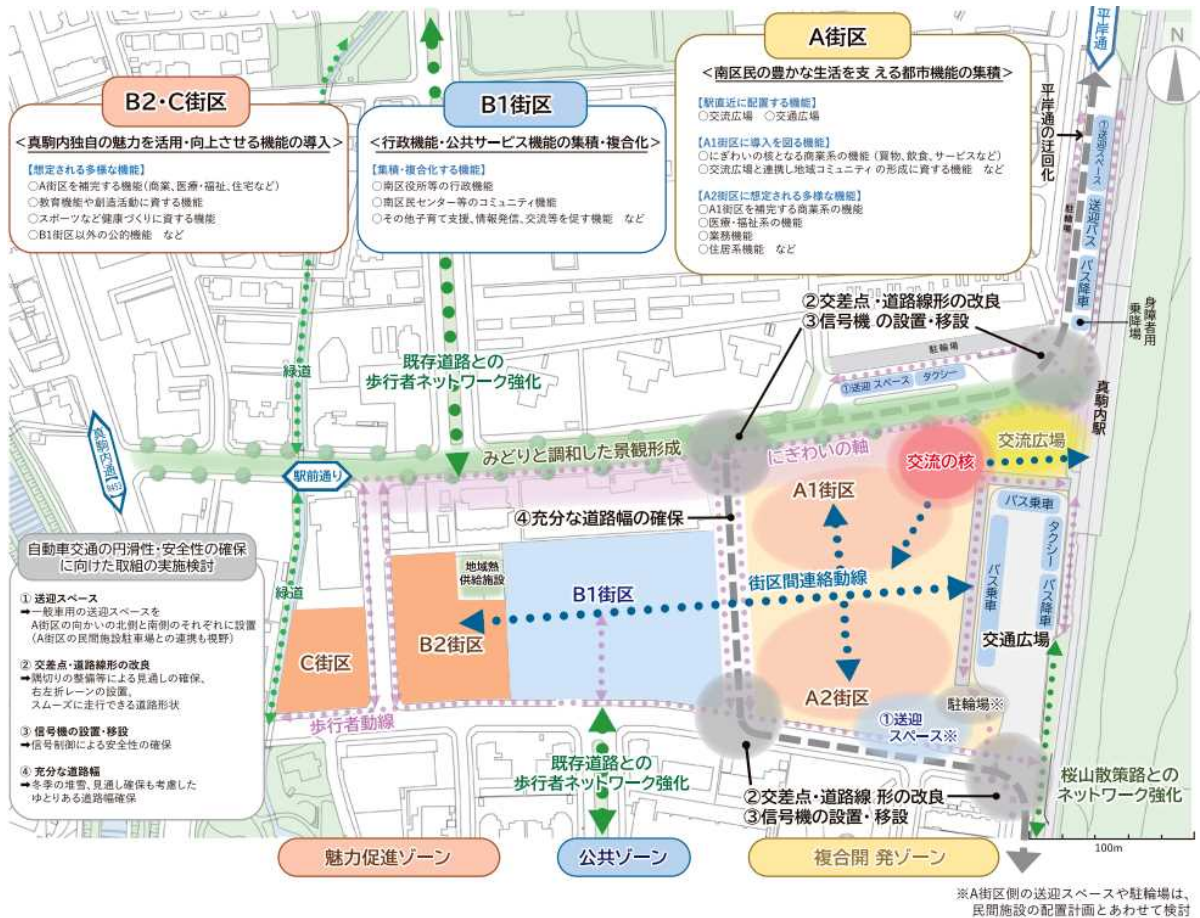 B2・C街区
<真駒内独自の魅力を活用・向上させる機能の導入>
【想定される多様な機能】
○A街区を補完する機能(商業、医療・福祉、住宅など)
○教育機能や創造活動に資する機能
○スポーツなど健康づくりに資する機能
○B1街区以外の公的機能 など
B1街区
<行政機能・公共サービス機能の集積・複合化>
【集積・複合化する機能】
○南区役所等の行政機能
○南区民センター等のコミュニティ機能
○その他子育て支援、情報発信、交流等を促す機能 など
A街区
<南区民の豊かな生活を支 える都市機能の集積>
【駅直近に配置する機能】
○交流広場 ○交通広場
【A1街区に導入を図る機能】
○にぎわいの核となる商業系の機能(買物、飲食、サービスなど)
○交流広場と連携し地域コミュニティ の形成に資する機能 など
【A2街区に想定される多様な機能】
○A1街区を補完する商業系の機能
○医療・福祉系の機能
○業務機能
○住居系機能 など
平岸通
N
平岸通の迂回化
①送迎スペース
駐輪場
送迎バス
バス降車
身障者用
乗降場
真駒内駅
②交差点・道路線形の改良
③信号機 の設置・移設
駐輪場
①送迎 スペース
タクシー
既存道路との
歩行者ネットワーク強化
緑道
真駒内通
R453
駅前通り
みどりと調和した景観形成
にぎわいの軸
交流の核
交流広場
A1街区
バス乗車
タクシー
バス降車
バス乗車
交通広場
④充分な道路幅の確保
街区間連絡動線
地域熱
供給施設
B1街区
B2街区
C街区
緑道
A2街区
駐輪場※
①送迎
スペース※
歩行者動線
自動車交通の円滑性・安全性の確保
に向けた取組の実施検討
① 送迎スペース
➡一般車用の送迎スペースを
A街区の向かいの北側と南側のそれぞれに設置
(A街区の民間施設駐車場との連携も視野)
② 交差点・道路線形の改良
➡隅切りの整備等による見通しの確保、
右左折レーンの設置、
スムーズに走行できる道路形状
③ 信号機の設置・移設
➡信号制御による安全性の確保
④ 充分な道路幅
➡冬季の堆雪、見通し確保も考慮した
ゆとりある道路幅確保
既存道路との
歩行者ネットワーク強化
②交差点・道路線 形の改良
③信号機の設置・移設
桜山散策路との
ネットワーク強化
100m
魅力促進ゾーン
公共ゾーン
複合開 発ゾーン
※A街区側の送迎スペースや駐輪場は、
民間施設の配置計画とあわせて検討